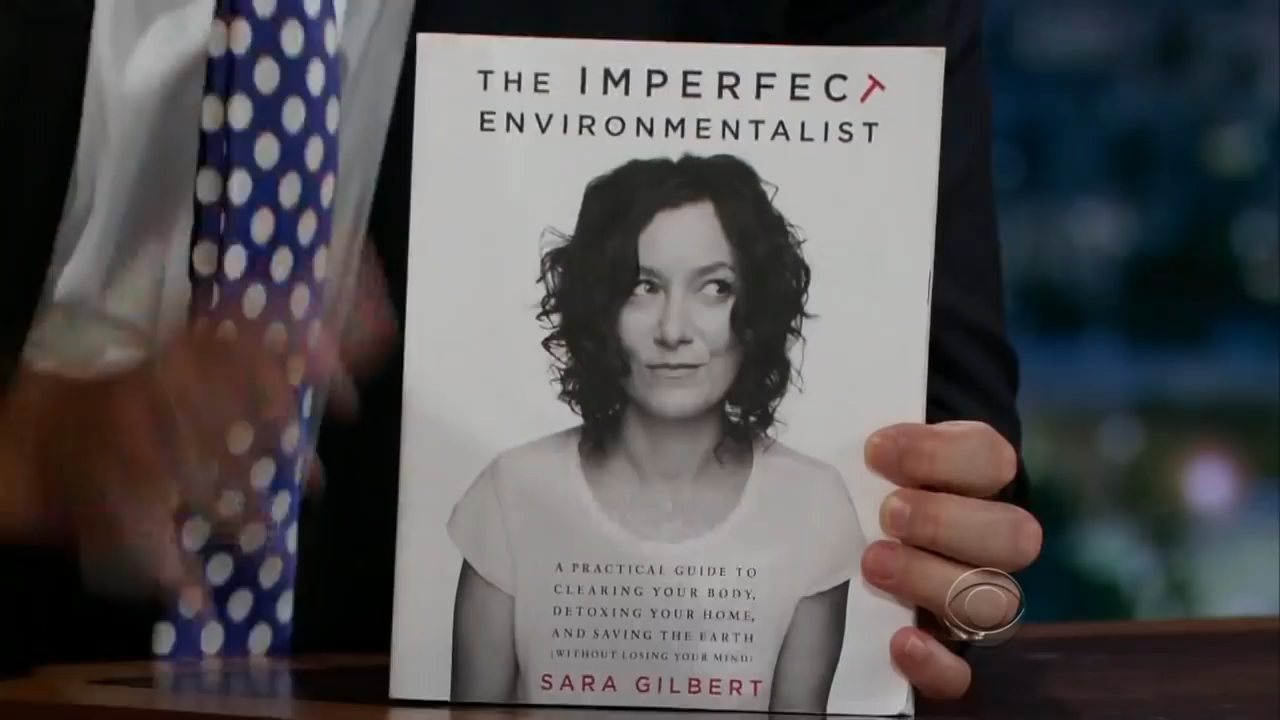 THE IMPERFECT
ENVIRONMENTALIST
A PRACTICAL GUIDE TO
CLEARING YOUR BODY,
DETOXING YOUR HOME,
AND SAVING THE EARTH
(WITHOUT LOSING YOUR MIND)
SARA GILBERT